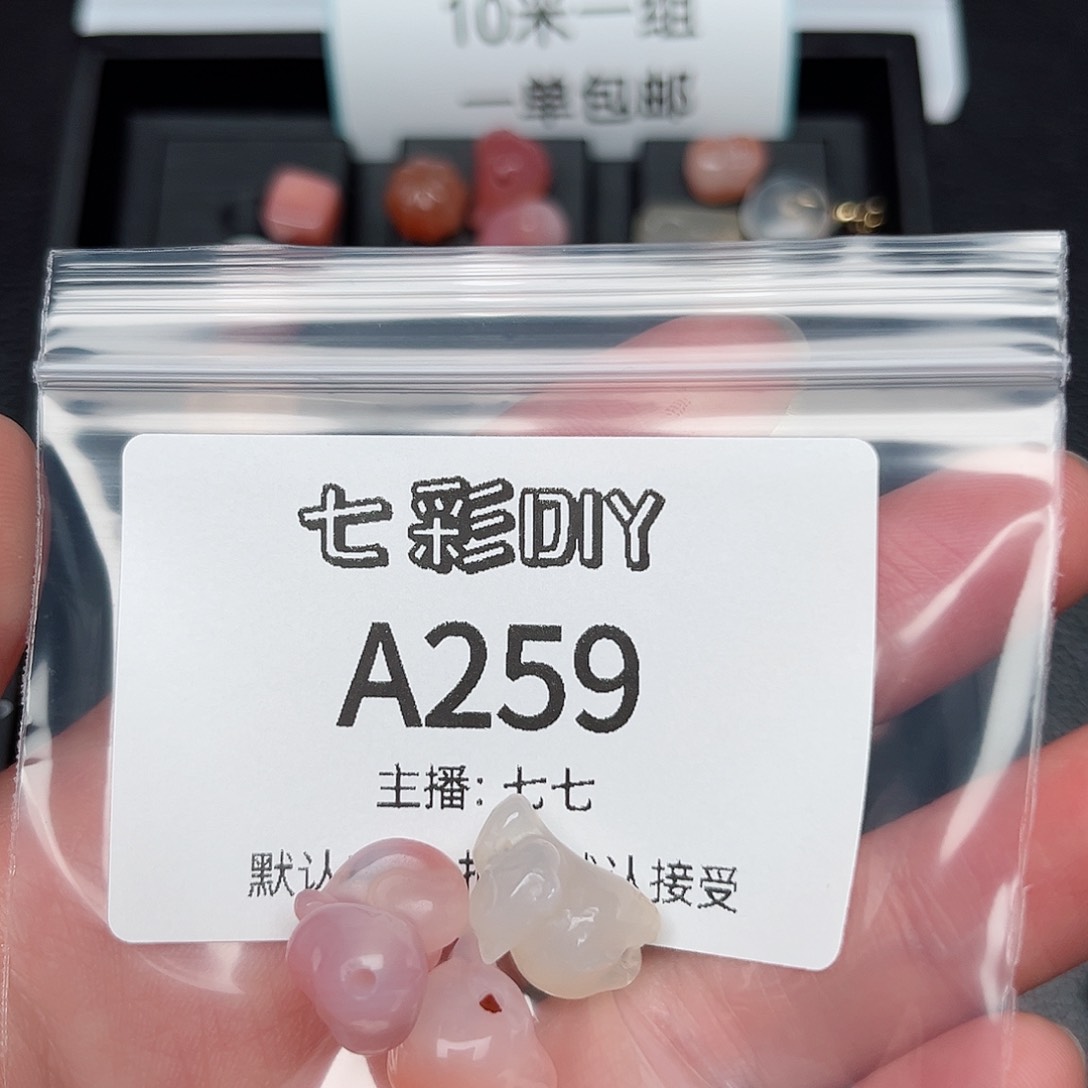 10米一组
一单包邮
七彩DIY
A259
主播:七七
默认 认接受